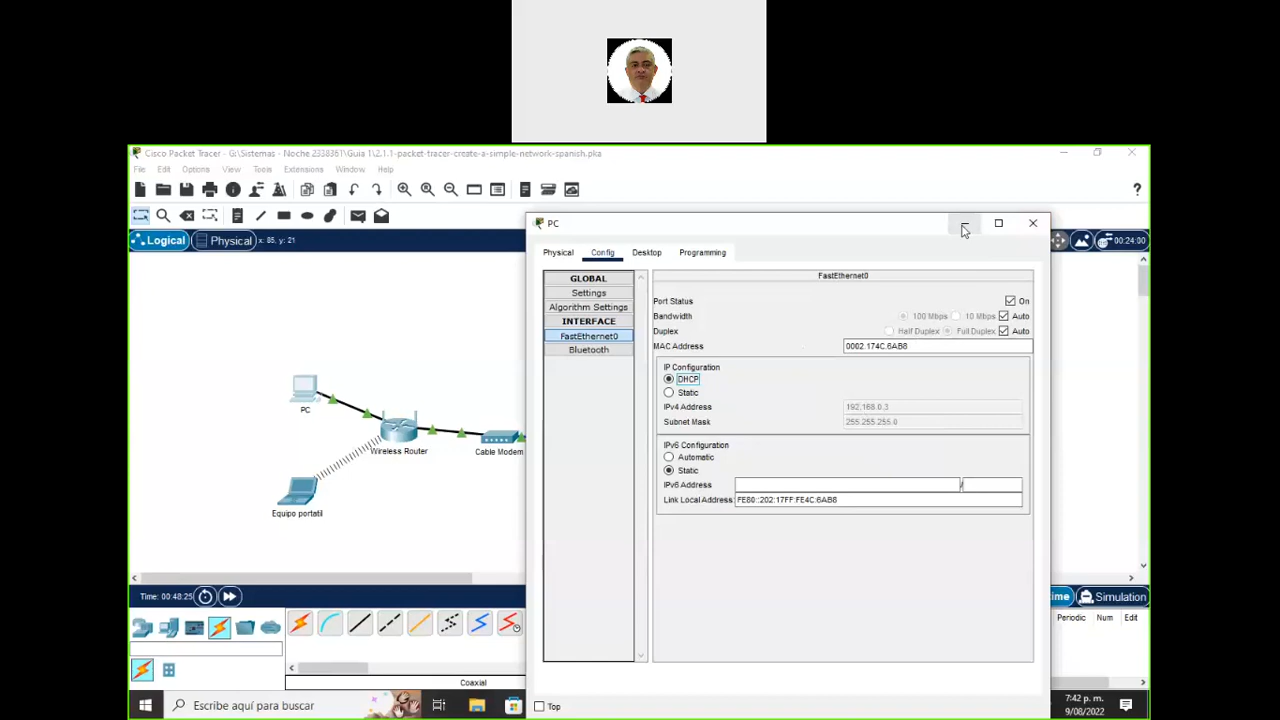 Cisco Packet Tracer - G:\Sistemas - Noche 2338361\Guia 1\2.1.1-packet-tracer-create-a-simple-network-spanish.pka
File Edit Options View Tools Extensions Window Help
?
Logical Physical x: 85, y: 21
00:24:00
PC
Physical Config Desktop Programming
GLOBAL
Settings
Algorithm Settings
INTERFACE
FastEthernet0
Bluetooth
FastEthernet0
Port Status On
Bandwidth 100 Mbps 10 Mbps Auto
Duplex Half Duplex Full Duplex Auto
MAC Address 0002.174C.6AB8
IP Configuration
DHCP
Static
IPv4 Address 192.168.0.3
Subnet Mask 255.255.255.0
IPv6 Configuration
Automatic
Static
IPv6 Address /
Link Local Address FE80::202:17FF:FE4C:6AB8
Top
PC
Wireless Router
Cable Modem
Equipo portatil
Time: 00:48:25
ime Simulation
Periodic Num Edit
Coaxial
Escribe aquí para buscar
7:42 p. m.
9/08/2022